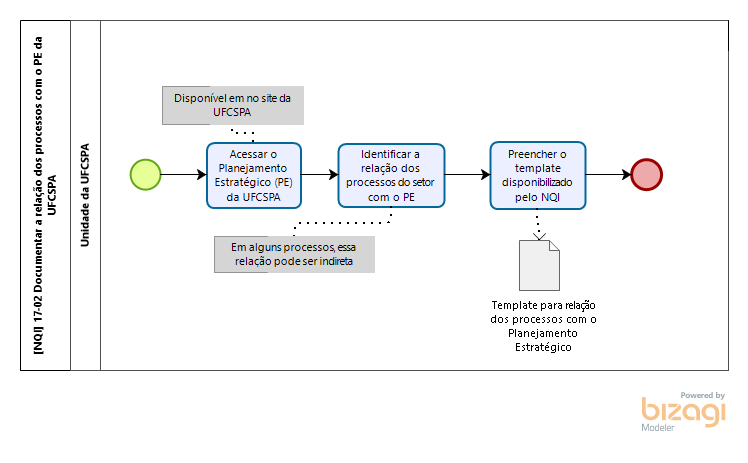 [NQI] 17-02 Documentar a relação dos processos com o PE da
UFCSPA
Unidade da UFCSPA
Disponível em no site da
UFCSPA
Acessar o
Planejamento
Estratégico (PE)
da UFCSPA
Identificar a
relação dos
processos do setor
com o PE
Preencher o
template
disponibilizado
pelo NQI
Em alguns processos, essa
relação pode ser indireta
Template para relação
dos processos com o
Planejamento
Estratégico
Powered by
bizagi
Modeler